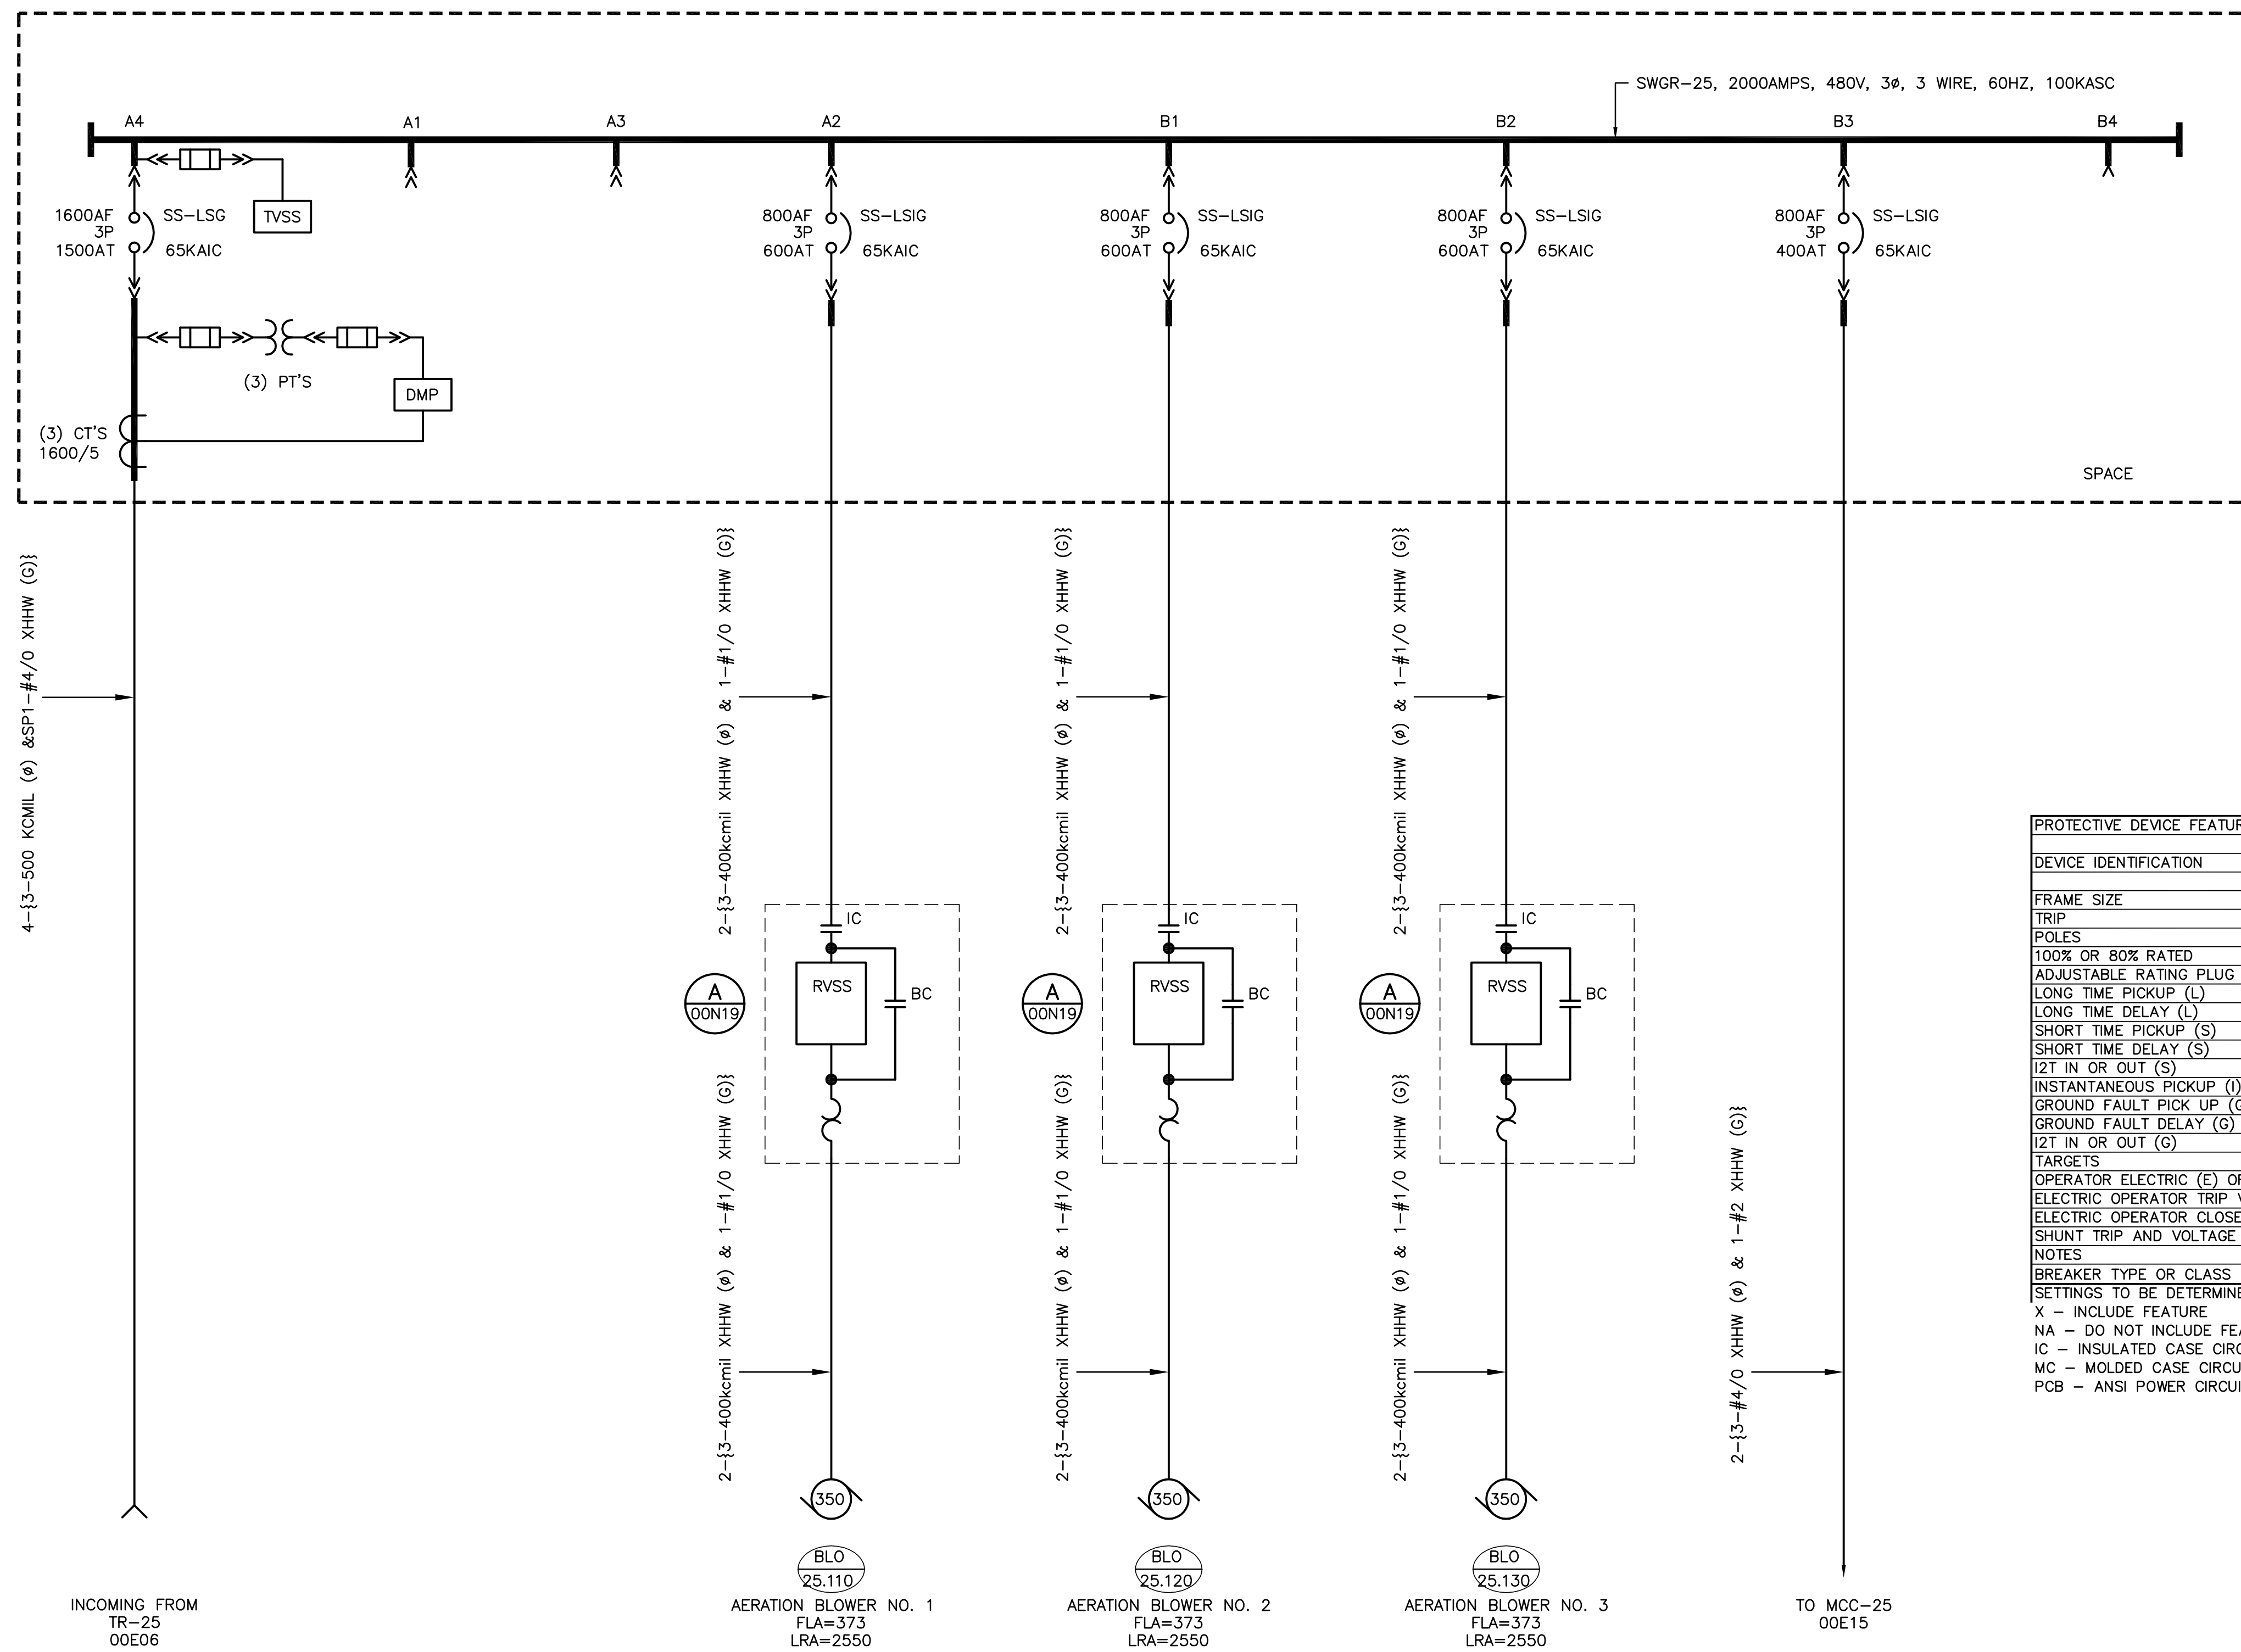 SWGR-25, 2000AMPS, 480V, 3ø, 3 WIRE, 60HZ, 100KASC
A4
A1
A3
A2
B1
B2
B3
B4
1600AF
3P
1500AT
SS-LSG
65KAIC
TVSS
800AF
3P
600AT
SS-LSIG
65KAIC
800AF
3P
600AT
SS-LSIG
65KAIC
800AF
3P
600AT
SS-LSIG
65KAIC
800AF
3P
400AT
SS-LSIG
65KAIC
(3) PT'S
DMP
(3) CT'S
1600/5
SPACE
4-{3-500 KCMIL (ø) &SP1-#4/0 XHHW (G)}
2-{3-400kcmil XHHW (ø) & 1-#1/0 XHHW (G)}
2-{3-400kcmil XHHW (ø) & 1-#1/0 XHHW (G)}
2-{3-400kcmil XHHW (ø) & 1-#1/0 XHHW (G)}
IC
RVSS
BC
A
00N19
IC
RVSS
BC
A
00N19
IC
RVSS
BC
A
00N19
2-{3-400kcmil XHHW (ø) & 1-#1/0 XHHW (G)}
2-{3-400kcmil XHHW (ø) & 1-#1/0 XHHW (G)}
2-{3-400kcmil XHHW (ø) & 1-#1/0 XHHW (G)}
2-{3-#4/0 XHHW (ø) & 1-#2 XHHW (G)}
350
350
350
BLO
25.110
AERATION BLOWER NO. 1
FLA=373
LRA=2550
BLO
25.120
AERATION BLOWER NO. 2
FLA=373
LRA=2550
BLO
25.130
AERATION BLOWER NO. 3
FLA=373
LRA=2550
INCOMING FROM
TR-25
00E06
TO MCC-25
00E15
PROTECTIVE DEVICE FEATUR
DEVICE IDENTIFICATION
FRAME SIZE
TRIP
POLES
100% OR 80% RATED
ADJUSTABLE RATING PLUG
LONG TIME PICKUP (L)
LONG TIME DELAY (L)
SHORT TIME PICKUP (S)
SHORT TIME DELAY (S)
I2T IN OR OUT (S)
INSTANTANEOUS PICKUP (I)
GROUND FAULT PICK UP (G
GROUND FAULT DELAY (G)
I2T IN OR OUT (G)
TARGETS
OPERATOR ELECTRIC (E) OF
ELECTRIC OPERATOR TRIP V
ELECTRIC OPERATOR CLOSE
SHUNT TRIP AND VOLTAGE
NOTES
BREAKER TYPE OR CLASS
SETTINGS TO BE DETERMINE
X - INCLUDE FEATURE
NA - DO NOT INCLUDE FEA
IC - INSULATED CASE CIRC
MC - MOLDED CASE CIRCU
PCB - ANSI POWER CIRCUI